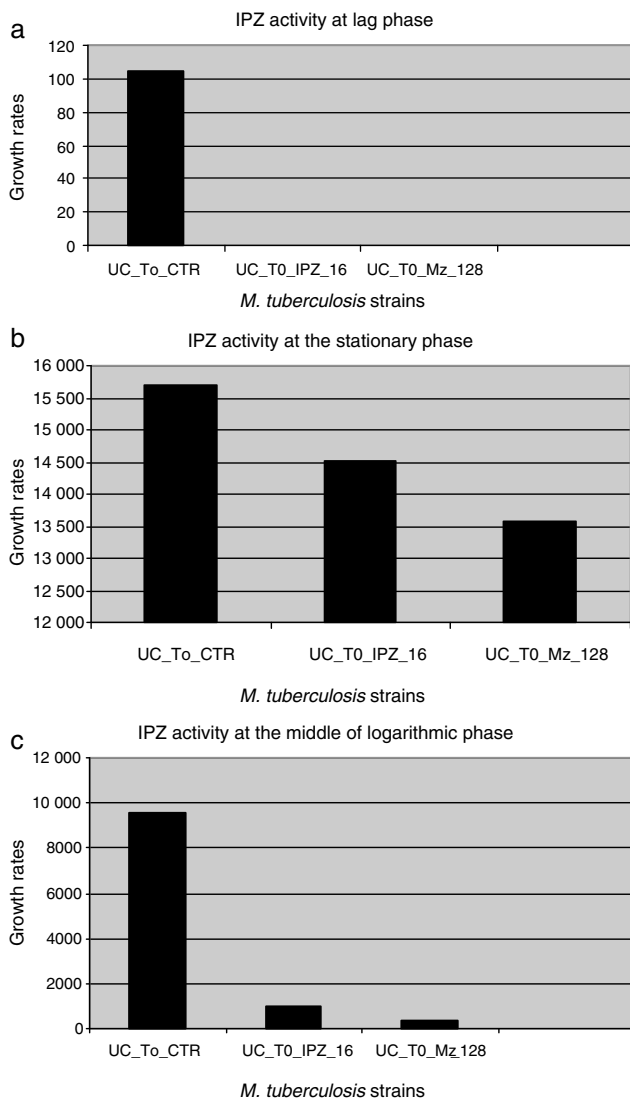 a
IPZ activity at lag phase
120
100
80
60
40
20
0
Growth rates
UC_To_CTR UC_T0_IPZ_16 UC_T0_Mz_128
M. tuberculosis strains
b
IPZ activity at the stationary phase
16 000
15 500
15 000
14 500
14 000
13 500
13 000
12 500
12 000
Growth rates
UC_To_CTR UC_T0_IPZ_16 UC_T0_Mz_128
M. tuberculosis strains
c
IPZ activity at the middle of logarithmic phase
12 000
10 000
8000
6000
4000
2000
0
Growth rates
UC_To_CTR UC_T0_IPZ_16 UC_T0_Mz_128
M. tuberculosis strains